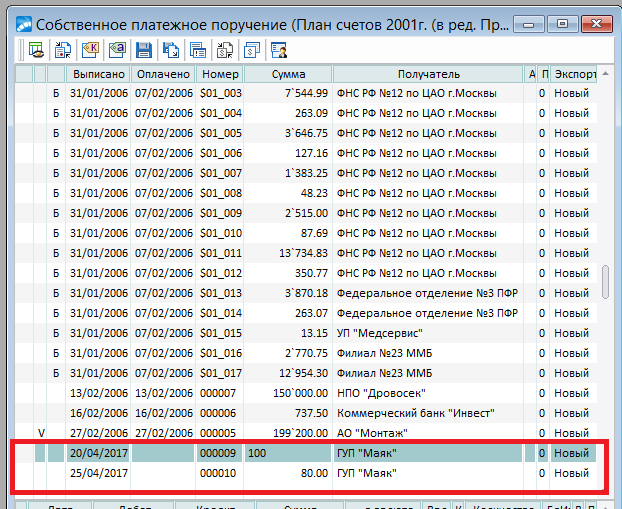 Собственное платежное поручение (План счетов 2001г. (в ред. Пр...
Выписано Оплачено Номер Сумма Получатель А П Экспорт
Б 31/01/2006 07/02/2006 $01_003 7`544.99 ФНС РФ №12 по ЦАО г.Москвы 0 Новый
Б 31/01/2006 07/02/2006 $01_004 263.09 ФНС РФ №12 по ЦАО г.Москвы 0 Новый
Б 31/01/2006 07/02/2006 $01_005 3`646.75 ФНС РФ №12 по ЦАО г.Москвы 0 Новый
Б 31/01/2006 07/02/2006 $01_006 127.16 ФНС РФ №12 по ЦАО г.Москвы 0 Новый
Б 31/01/2006 07/02/2006 $01_007 1`383.25 ФНС РФ №12 по ЦАО г.Москвы 0 Новый
Б 31/01/2006 07/02/2006 $01_008 48.23 ФНС РФ №12 по ЦАО г.Москвы 0 Новый
Б 31/01/2006 07/02/2006 $01_009 2`515.00 ФНС РФ №12 по ЦАО г.Москвы 0 Новый
Б 31/01/2006 07/02/2006 $01_010 87.69 ФНС РФ №12 по ЦАО г.Москвы 0 Новый
Б 31/01/2006 07/02/2006 $01_011 13`734.83 ФНС РФ №12 по ЦАО г.Москвы 0 Новый
Б 31/01/2006 07/02/2006 $01_012 350.77 ФНС РФ №12 по ЦАО г.Москвы 0 Новый
Б 31/01/2006 07/02/2006 $01_013 3`870.18 Федеральное отделение №3 ПФР 0 Новый
Б 31/01/2006 07/02/2006 $01_014 263.07 Федеральное отделение №3 ПФР 0 Новый
Б 31/01/2006 07/02/2006 $01_015 13.15 УП "Медсервис" 0 Новый
Б 31/01/2006 07/02/2006 $01_016 2`770.75 Филиал №23 ММБ 0 Новый
Б 31/01/2006 07/02/2006 $01_017 12`954.30 Филиал №23 ММБ 0 Новый
13/02/2006 13/02/2006 000007 150`000.00 НПО "Дровосек" 0 Новый
16/02/2006 16/02/2006 000006 737.50 Коммерческий банк "Инвест" 0 Новый
V 27/02/2006 27/02/2006 000005 199`200.00 АО "Монтаж" 0 Новый
20/04/2017 000009 100 ГУП "Маяк" 0 Новый
25/04/2017 000010 80.00 ГУП "Маяк" 0 Новый